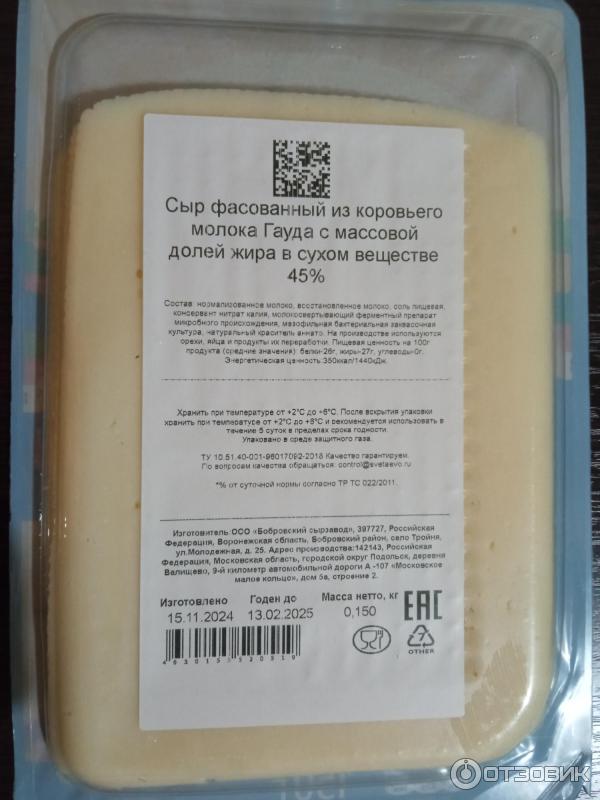 Сыр фасованный из коровьего
молока Гауда с массовой
долей жира в сухом веществе
45%
Состав: нормализованное молоко, восстановленное молоко, соль пищевая,
консервант нитрат калия, молокосвертывающий ферментный препарат
микробного происхождения, мезофильная бактериальная заквасочная
культура, натуральный краситель аннато. На производстве используются
орехи, яйца и продукты их переработки. Пищевая ценность на 100г
продукта (средние значения): белки-26г, жиры-27г, углеводы-0г.
Энергетическая ценность:350ккал/1440кДж.
Хранить при температуре от +2°С до +6°С. После вскрытия упаковки
хранить при температуре от +2°С до +6°С и рекомендуется использовать в
течение 5 суток в пределах срока годности.
Упаковано в среде защитного газа.
ТУ 10.51.40-001-96017092-2018 Качество гарантируем.
По вопросам качества обращаться: control@svetaevo.ru
*% от суточной нормы согласно ТР ТС 022/2011.
Изготовитель:ООО «Бобровский сырзавод», 397727, Российская
Федерация, Воронежская область, Бобровский район, село Тройня,
ул.Молодежная, д. 25. Адрес производства:142143, Российская
Федерация, Московская область, городской округ Подольск, деревня
Валищево, 9-й километр автомобильной дороги А -107 «Московское
малое кольцо», дом 5а, строение 2.
Изготовлено Годен до Масса нетто, кг
15.11.2024 13.02.2025 0,150
EAC
7
OTHER
4630155520519
ГОСТ
ОТЗОВИК